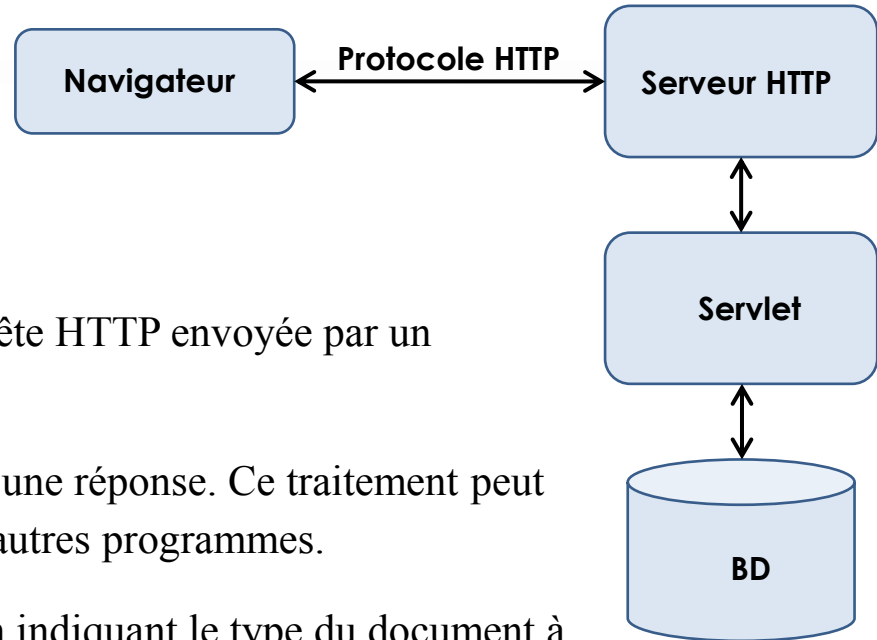 Protocole HTTP
Navigateur
Serveur HTTP
Servlet
HTTP envoyée par un
une réponse. Ce traitement peut
autres programmes.
indiquant le type du document à
BD